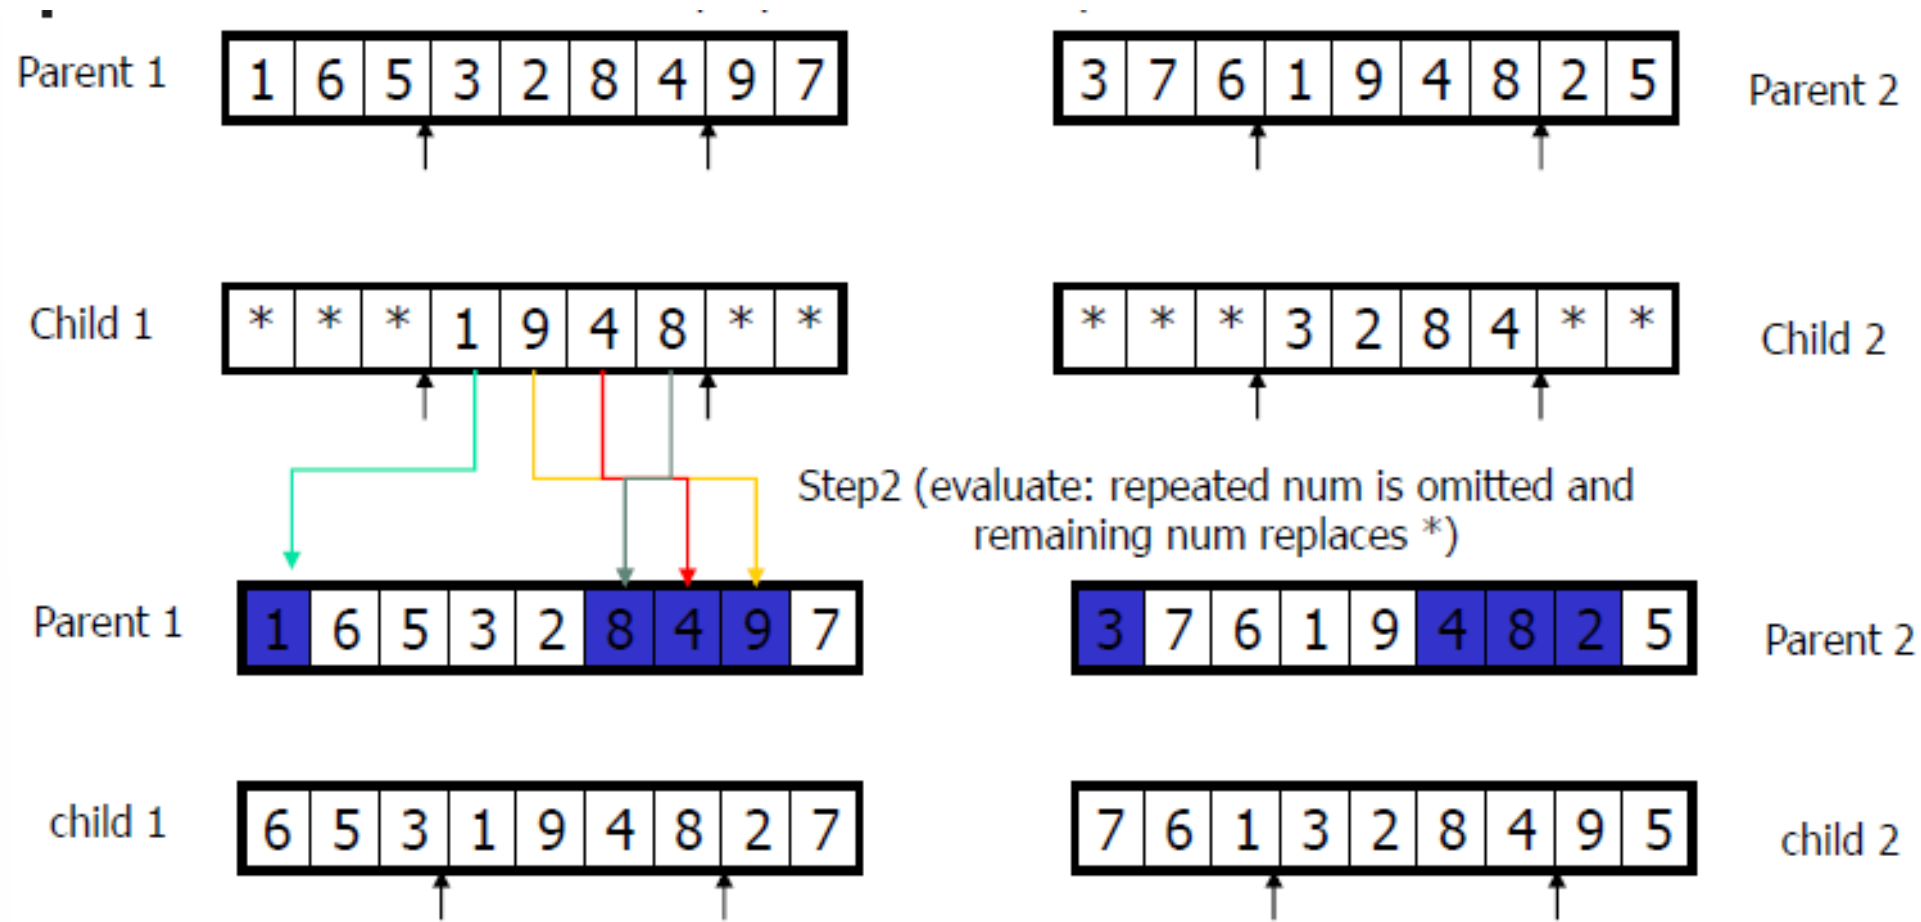 Parent 1
1 6 5 3 2 8 4 9 7
3 7 6 1 9 4 8 2 5
Parent 2
Child 1
* * * 1 9 4 8 * *
* * * 3 2 8 4 * *
Child 2
Step2 (evaluate: repeated num is omitted and
remaining num replaces *)
Parent 1
1 6 5 3 2 8 4 9 7
3 7 6 1 9 4 8 2 5
Parent 2
child 1
6 5 3 1 9 4 8 2 7
7 6 1 3 2 8 4 9 5
child 2